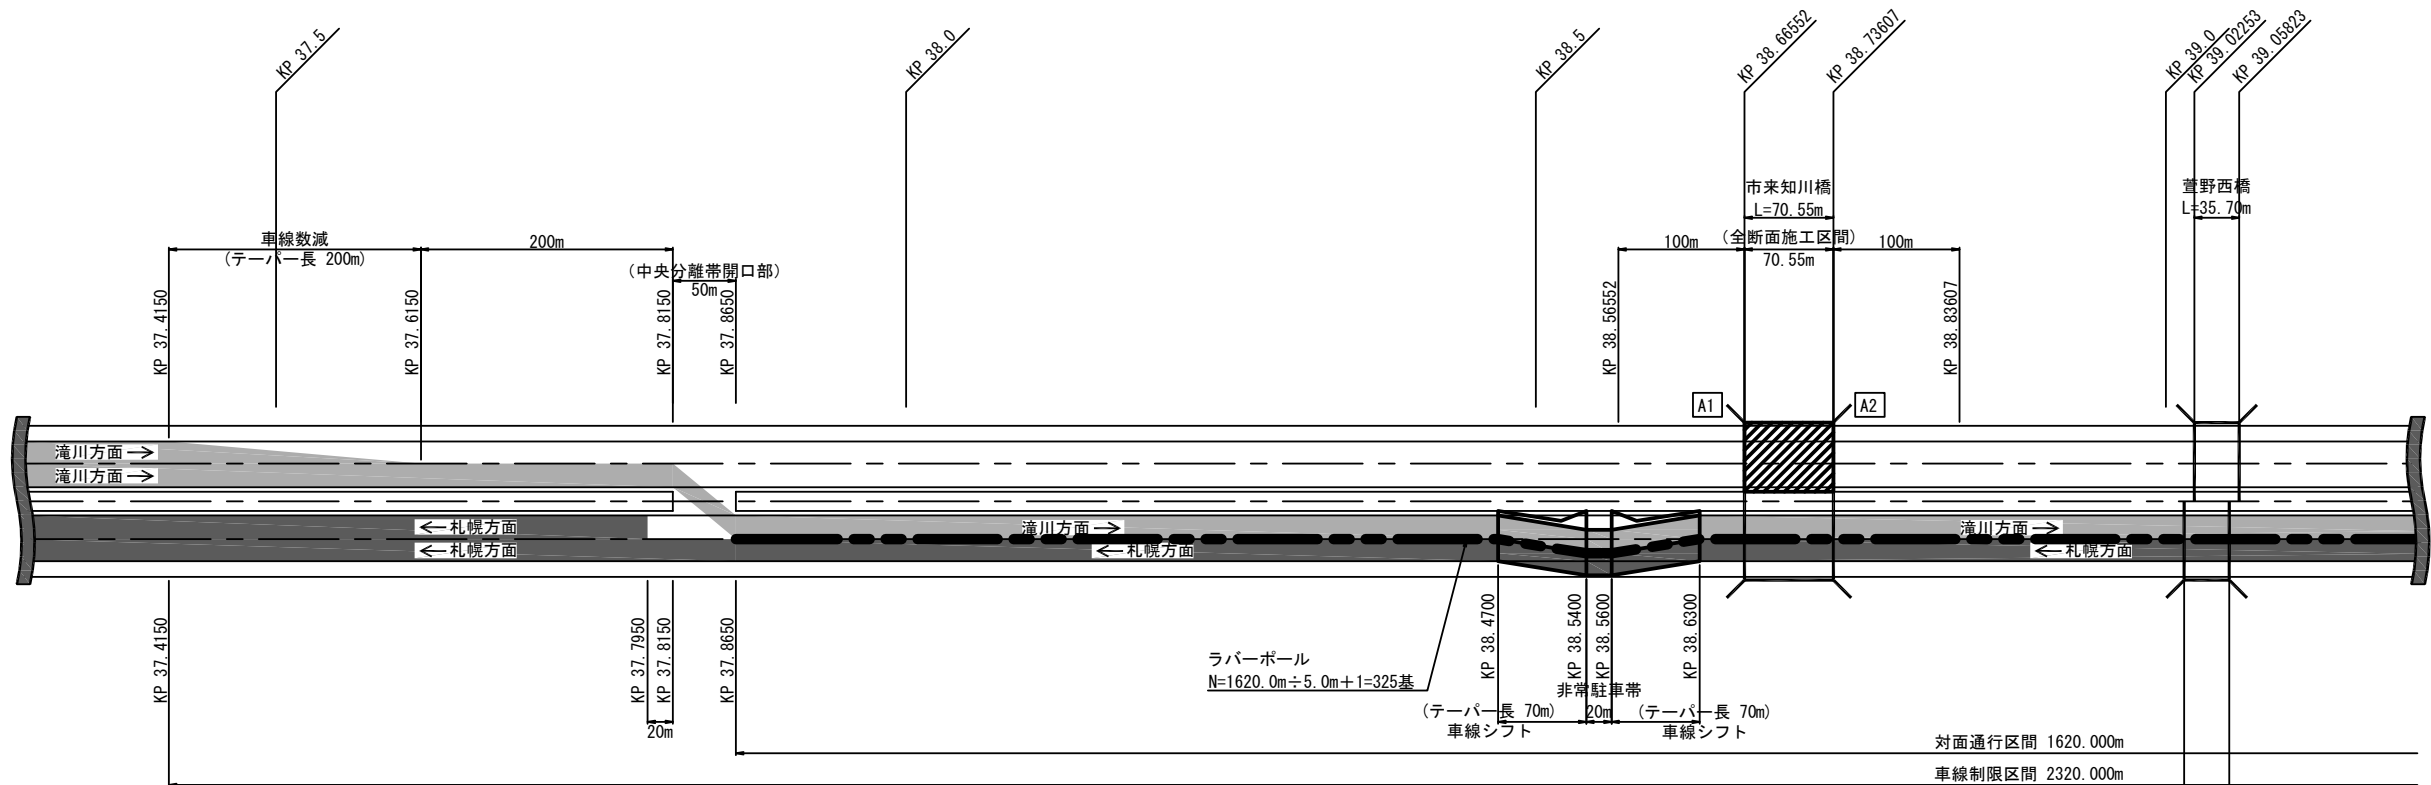 KP 37.5
KP 38.0
KP 38.5
KP 38.66552
KP 38.73607
KP 39.0
KP 39.02253
KP 39.05823
市来知川橋
L=70.55m
萱野西橋
L=35.70m
車線数減
(テーパー長 200m)
200m
(中央分離帯開口部)
50m
100m
(全断面施工区間)
70.55m
100m
KP 37.4150
KP 37.6150
KP 37.8150
KP 37.8650
KP 38.56552
KP 38.83607
A1
A2
滝川方面→
滝川方面→
←札幌方面
←札幌方面
滝川方面→
←札幌方面
滝川方面→
←札幌方面
KP 37.4150
KP 37.7950
KP 37.8150
KP 37.8650
KP 38.4700
KP 38.5400
KP 38.5600
KP 38.6300
ラバーポール
N=1620.0m÷5.0m+1=325基
20m
非常駐車帯
(テーパー長 70m)
20m
(テーパー長 70m)
車線シフト
車線シフト
対面通行区間 1620.000m
車線制限区間 2320.000m